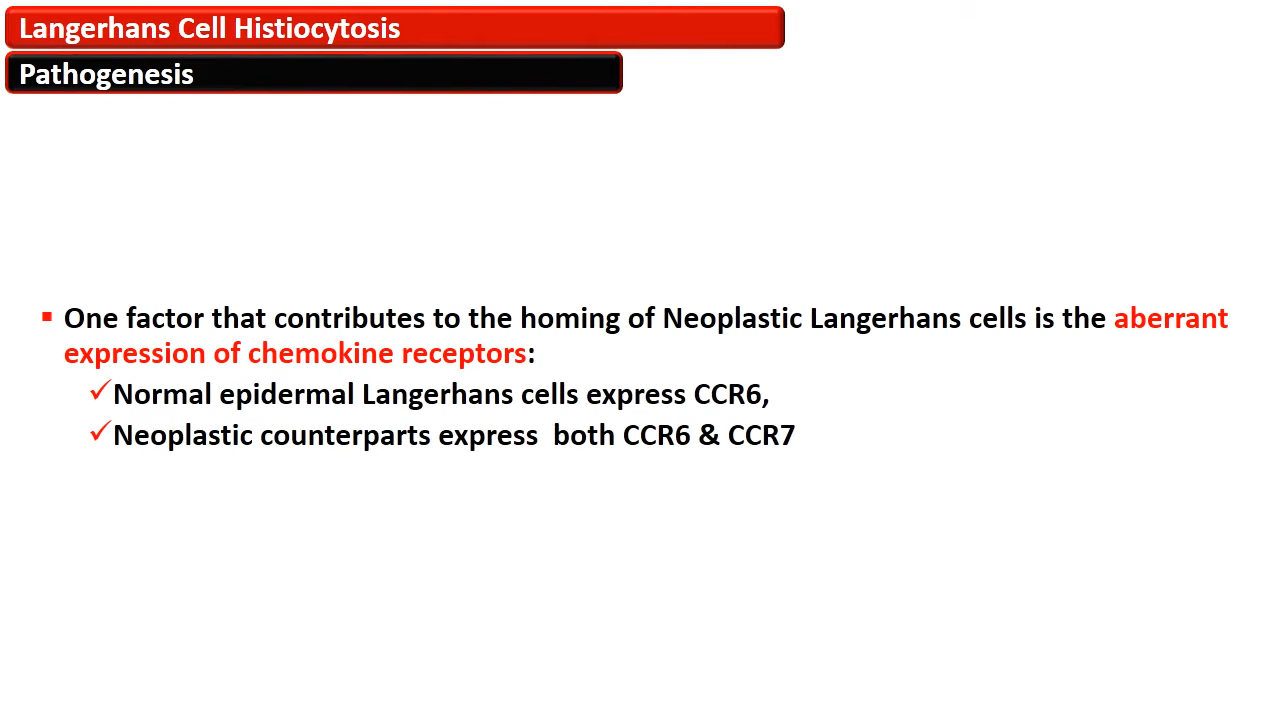 Langerhans Cell Histiocytosis
Pathogenesis
▪ One factor that contributes to the homing of Neoplastic Langerhans cells is the aberrant
expression of chemokine receptors:
✓Normal epidermal Langerhans cells express CCR6,
✓Neoplastic counterparts express both CCR6 & CCR7